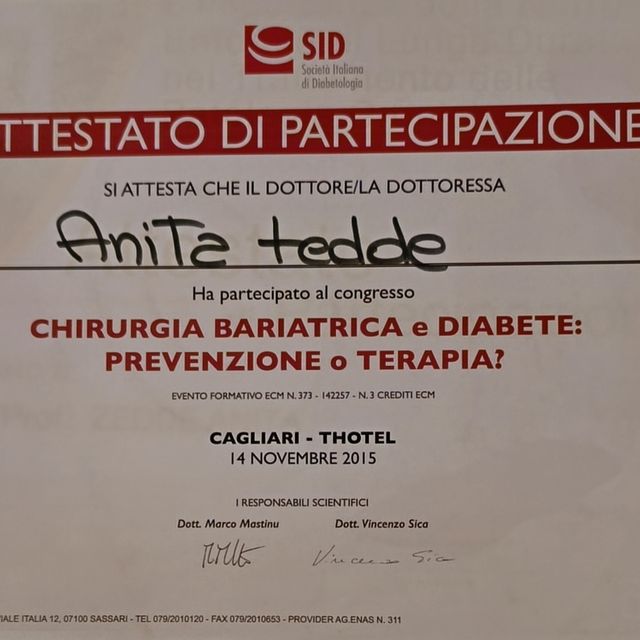 SID
Società Italiana
di Diabetologia
TTESTATO DI PARTECIPAZIONE
SI ATTESTA CHE IL DOTTORE/LA DOTTORESSA
Anita tedde
Ha partecipato al congresso
CHIRURGIA BARIATRICA e DIABETE:
PREVENZIONE o TERAPIA?
EVENTO FORMATIVO ECM N. 373 - 142257 - N. 3 CREDITI ECM
CAGLIARI - THOTEL
14 NOVEMBRE 2015
I RESPONSABILI SCIENTIFICI
Dott. Marco Mastinu Dott. Vincenzo Sica
Vincenzo Sica
IALE ITALIA 12, 07100 SASSARI - TEL 079/2010120 - FAX 079/2010653 - PROVIDER AG.ENAS N. 311